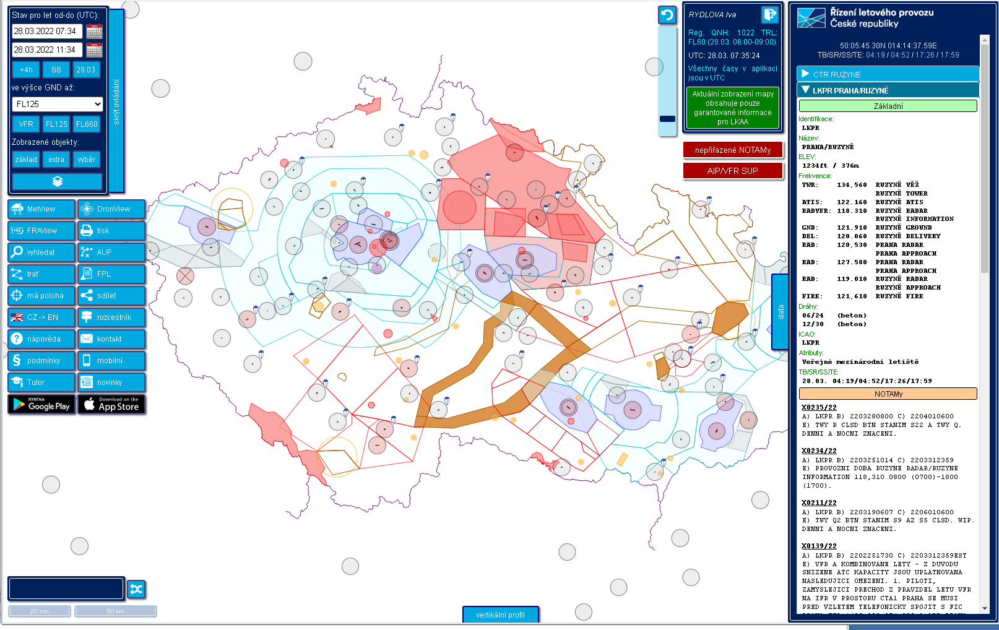 Stav pro let od-do (UTC):
28.03.2022 07:34
28.03.2022 11:34
+4h
SS
29.03.
ve výšce GND až:
FL125
VFR
FL125
FL660
Zobrazené objekty:
základ
extra
výběr
skrýt ovládání
MetView
DronView
FRA
FRAView
tisk
vyhledat
AUP
trať
FPL
má poloha
sdílet
CZ -> EN
rozcestník
nápověda
kontakt
podmínky
mobilní
Tutor
novinky
NYNÍ NA
Google Play
Download on the
App Store
20 nm
50 km
vertikální profil
data
RYDLOVA Iva
Reg. QNH: 1022 TRL:
FL60 (28.03. 06:00-09:00)
UTC: 28.03. 07:35:24
Všechny časy v aplikaci
jsou v UTC
Aktuální zobrazení mapy
obsahuje pouze
garantované informace
pro LKAA
nepřiřazené NOTAMy
AIP/VFR SUP
Řízení letového provozu
České republiky
50:05:45.30N 014:14:37.59E
TB/SR/SS/TE: 04:19 / 04:52 / 17:26 / 17:59
CTR RUZYNE
LKPR PRAHA/RUZYNĚ
Základní
Identifikace:
LKPR
Název:
PRAHA/RUZYNĚ
ELEV:
1234ft / 376m
Frekvence:
TWR: 134,560 RUZYNĚ VĚŽ
RUZYNĚ TOWER
ATIS: 122.160 RUZYNĚ ATIS
RADVFR: 118.310 RUZYNĚ RADAR
RUZYNĚ INFORMATION
GND: 121.910 RUZYNĚ GROUND
DEL: 120.060 RUZYNĚ DELIVERY
RAD: 120,530 PRAHA RADAR
PRAHA APPROACH
RAD: 127.580 PRAHA RADAR
PRAHA APPROACH
RAD: 119.010 RUZYNĚ RADAR
RUZYNĚ APPROACH
FIRE: 121,610 RUZYNĚ FIRE
Dráhy:
06/24 (beton)
12/30 (beton)
ICAO:
LKPR
Atributy:
Veřejné mezinárodní letiště
TB/SR/SS/TE:
28.03. 04:19/04:52/17:26/17:59
NOTAMy
X0235/22
A) LKPR B) 2203280800 C) 2204010600
E) TWY R CLSD BTN STANIM S22 A TWY Q.
DENNI A NOCNI ZNACENI.
X0234/22
A) LKPR B) 2203251014 C) 2203312359
E) PROVOZNI DOBA RUZYNE RADAR/RUZYNE
INFORMATION 118,310 0800 (0700)-1800
(1700).
X0211/22
A) LKPR B) 2203190607 C) 2206010600
E) TWY Q2 BTN STANIM S9 AZ S5 CLSD. WIP.
DENNI A NOCNI ZNACENI.
X0139/22
A) LKPR B) 2202251730 C) 2203312359EST
E) VFR A KOMBINOVANE LETY - Z DUVODU
SNIZENE ATC KAPACITY JSOU UPLATNOVANA
NASLEDUJICI OMEZENI. 1. PILOTI,
ZAMYSLEJICI PRECHOD Z PRAVIDEL LETU VFR
NA IFR V PROSTORU CTA1 PRAHA SE MUSI
PRED VZLETEM TELEFONICKY SPOJIT S FIC